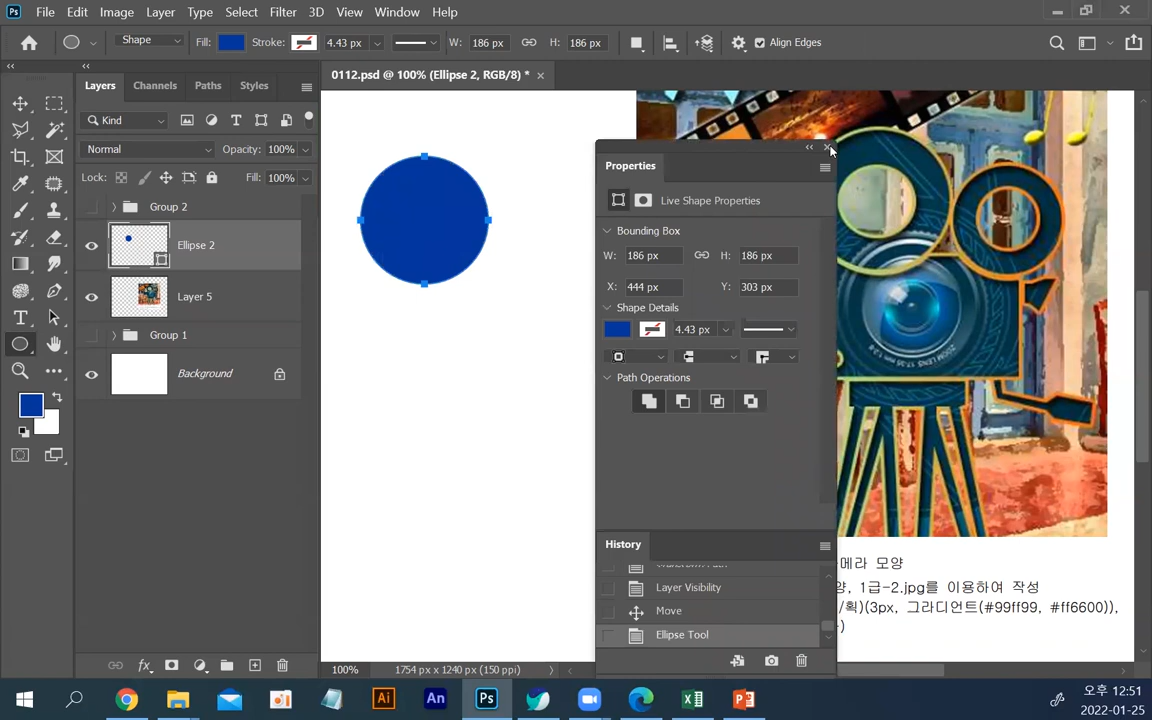 Ps File Edit Image Layer Type Select Filter 3D View Window Help
Shape Fill: Stroke: 4.43 px W: 186 px H: 186 px Align Edges
Layers Channels Paths Styles
0112.psd @ 100% (Ellipse 2, RGB/8) * ×
Kind
Normal Opacity: 100%
Lock: Fill: 100%
Group 2
Ellipse 2
Layer 5
Group 1
Background
Properties
Live Shape Properties
Bounding Box
W: 186 px H: 186 px
X: 444 px Y: 303 px
Shape Details
4.43 px
Path Operations
History
Layer Visibility
Move
Ellipse Tool
메라 모양
양, 1급-2.jpg를 이용하여 작성
/획)(3px, 그라디언트(#99ff99, #ff6600)),
)
fx
100% 1754 px x 1240 px (150 ppi)
Ai An Ps
오후 12:51
2022-01-25